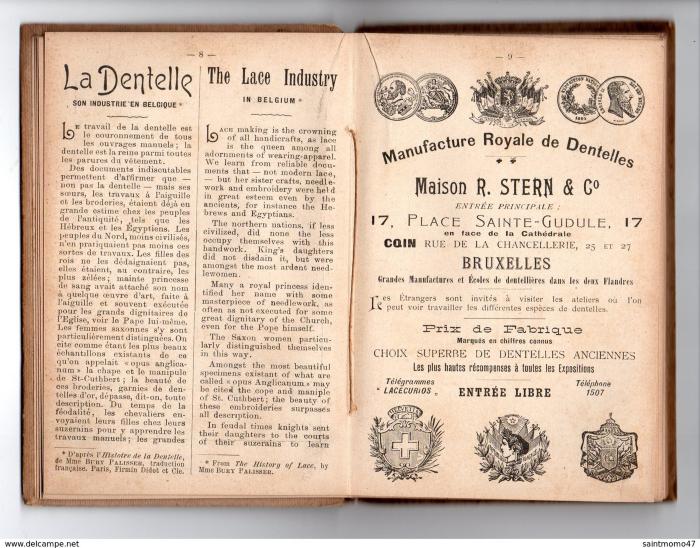 — 8 —
La Dentelle
SON INDUSTRIE EN BELGIQUE *
LE travail de la dentelle est
le couronnement de tous
les ouvrages manuels ; la
dentelle est la reine parmi toutes
les parures du vêtement.
Des documents indiscutables
permettent d'affirmer que —
non pas la dentelle — mais ses
sœurs, les travaux à l'aiguille
et les broderies, étaient déjà en
grande estime chez les peuples
de l'antiquité, tels que les
Hébreux et les Égyptiens. Les
peuples du Nord, moins civilisés,
n'en pratiquaient pas moins ces
sortes de travaux. Les filles des
rois ne les dédaignaient pas,
elles étaient, au contraire, les
plus zélées ; mainte princesse
de sang avait attaché son nom
à quelque œuvre d'art, faite à
l'aiguille et souvent exécutée
pour les grands dignitaires de
l'Eglise, voir le Pape lui-même.
Les femmes saxonnes s'y sont
particulièrement distinguées. On
cite comme étant les plus beaux
échantillons existants de ce
qu'on appelait « opus anglica-
num » la chape et le manipule
de St-Cuthbert ; la beauté de
ces broderies, garnies de den-
telles d'or, dépasse, dit-on, toute
description. Du temps de la
féodalité, les chevaliers en-
voyaient leurs filles chez leurs
suzerains pour y apprendre les
travaux manuels ; les grandes
* D'après l'Histoire de la Dentelle,
de Mme BURY PALISSER, traduction
française. Paris, Firmin Didot et Cie.
The Lace Industry
IN BELGIUM *
LACE making is the crowning
of all handicrafts, as lace
is the queen among all
adornments of wearing-apparel.
We learn from reliable docu-
ments that — not modern lace,
— but her sister crafts, needle-
work and embroidery were held
in great esteem even by the
ancients, for instance the He-
brews and Egyptians.
The northern nations, if less
civilized, did none the less
occupy themselves with this
handwork. King's daughters
did not disdain it, but were
amongst the most ardent need-
lewomen.
Many a royal princess iden-
tified her name with some
masterpiece of needlework, as
often as not executed for some
great dignitary of the Church,
even for the Pope himself.
The Saxon women particu-
larly distinguished themselves
in this way.
Amongst the most beautiful
specimens existant of what are
called « opus Anglicanum » may
be cited the cope and maniple
of St. Cuthbert; the beauty of
these embroideries surpasses
all description.
In feudal times knights sent
their daughters to the courts
of their suzerains to learn
* From The History of Lace, by
Mme BURY PALISSER.
— 9 —
Manufacture Royale de Dentelles
Maison R. STERN & Co
ENTRÉE PRINCIPALE :
17, PLACE SAINTE-GUDULE, 17
en face de la Cathédrale
COIN RUE DE LA CHANCELLERIE, 25 ET 27
BRUXELLES
Grandes Manufactures et Écoles de dentellières dans les deux Flandres
Les Étrangers sont invités à visiter les ateliers où l'on
peut voir travailler les différentes espèces de dentelles.
Prix de Fabrique
Marqués en chiffres connus
CHOIX SUPERBE DE DENTELLES ANCIENNES
Les plus hautes récompenses à toutes les Expositions
Télégrammes
" LACECURIOS "
ENTRÉE LIBRE
Téléphone
1507
saintmomo47
delcampe.net